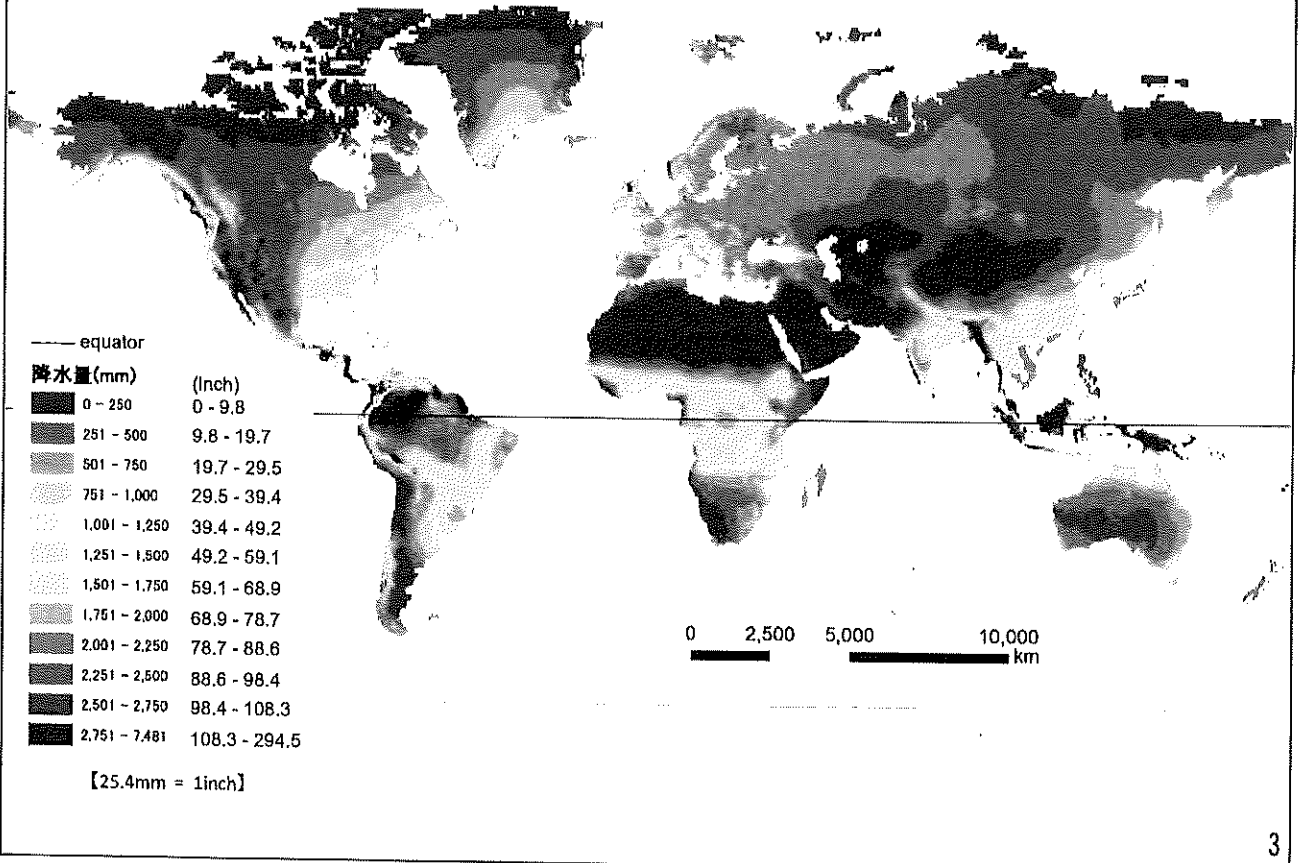 equator
降水量(mm) (Inch)
0 - 250 0 - 9.8
251 - 500 9.8 - 19.7
501 - 750 19.7 - 29.5
751 - 1,000 29.5 - 39.4
1,001 - 1,250 39.4 - 49.2
1,251 - 1,500 49.2 - 59.1
1,501 - 1,750 59.1 - 68.9
1,751 - 2,000 68.9 - 78.7
2,001 - 2,250 78.7 - 88.6
2,251 - 2,500 88.6 - 98.4
2,501 - 2,750 98.4 - 108.3
2,751 - 7,481 108.3 - 294.5
【25.4mm = 1inch】
0 2,500 5,000 10,000
km
3